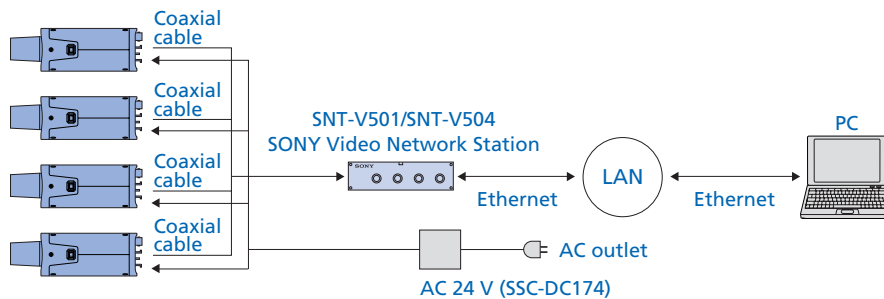 Coaxial
cable
Coaxial
cable
Coaxial
cable
Coaxial
cable
SNT-V501/SNT-V504
SONY Video Network Station
SONY
Ethernet
LAN
Ethernet
PC
AC outlet
AC 24 V (SSC-DC174)